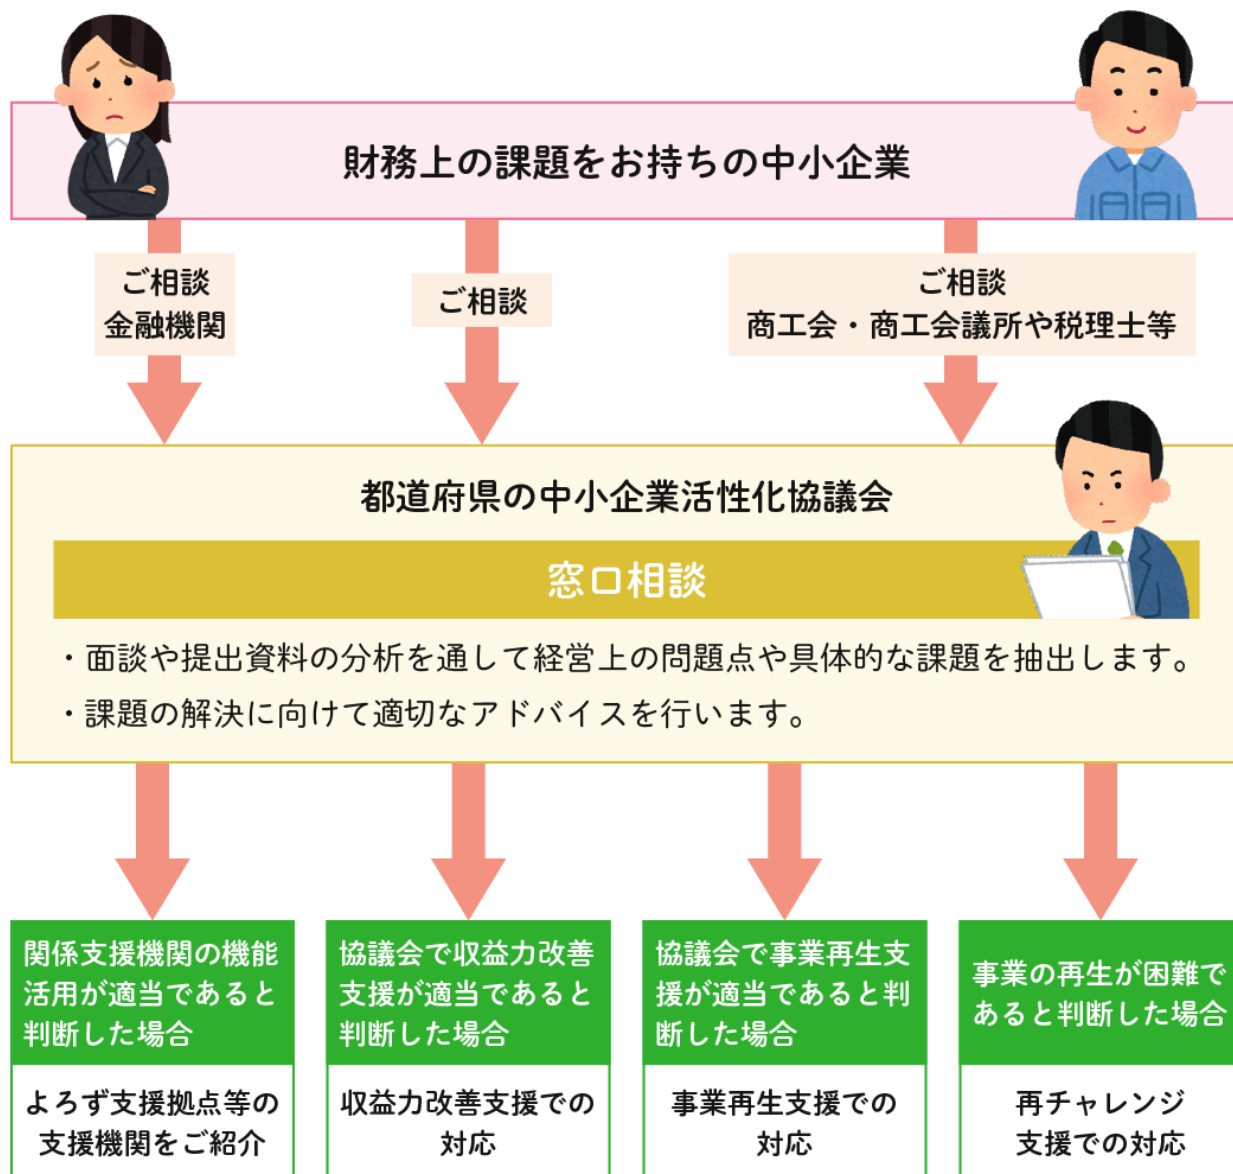 財務上の課題をお持ちの中小企業
ご相談
金融機関
ご相談
ご相談
商工会・商工会議所や税理士等
都道府県の中小企業活性化協議会
窓口相談
・面談や提出資料の分析を通して経営上の問題点や具体的な課題を抽出します。
・課題の解決に向けて適切なアドバイスを行います。
関係支援機関の機能
活用が適当であると
判断した場合
よろず支援拠点等の
支援機関をご紹介
協議会で収益力改善
支援が適当であると
判断した場合
収益力改善支援での
対応
協議会で事業再生支
援が適当であると判
断した場合
事業再生支援での
対応
事業の再生が困難で
あると判断した場合
再チャレンジ
支援での対応